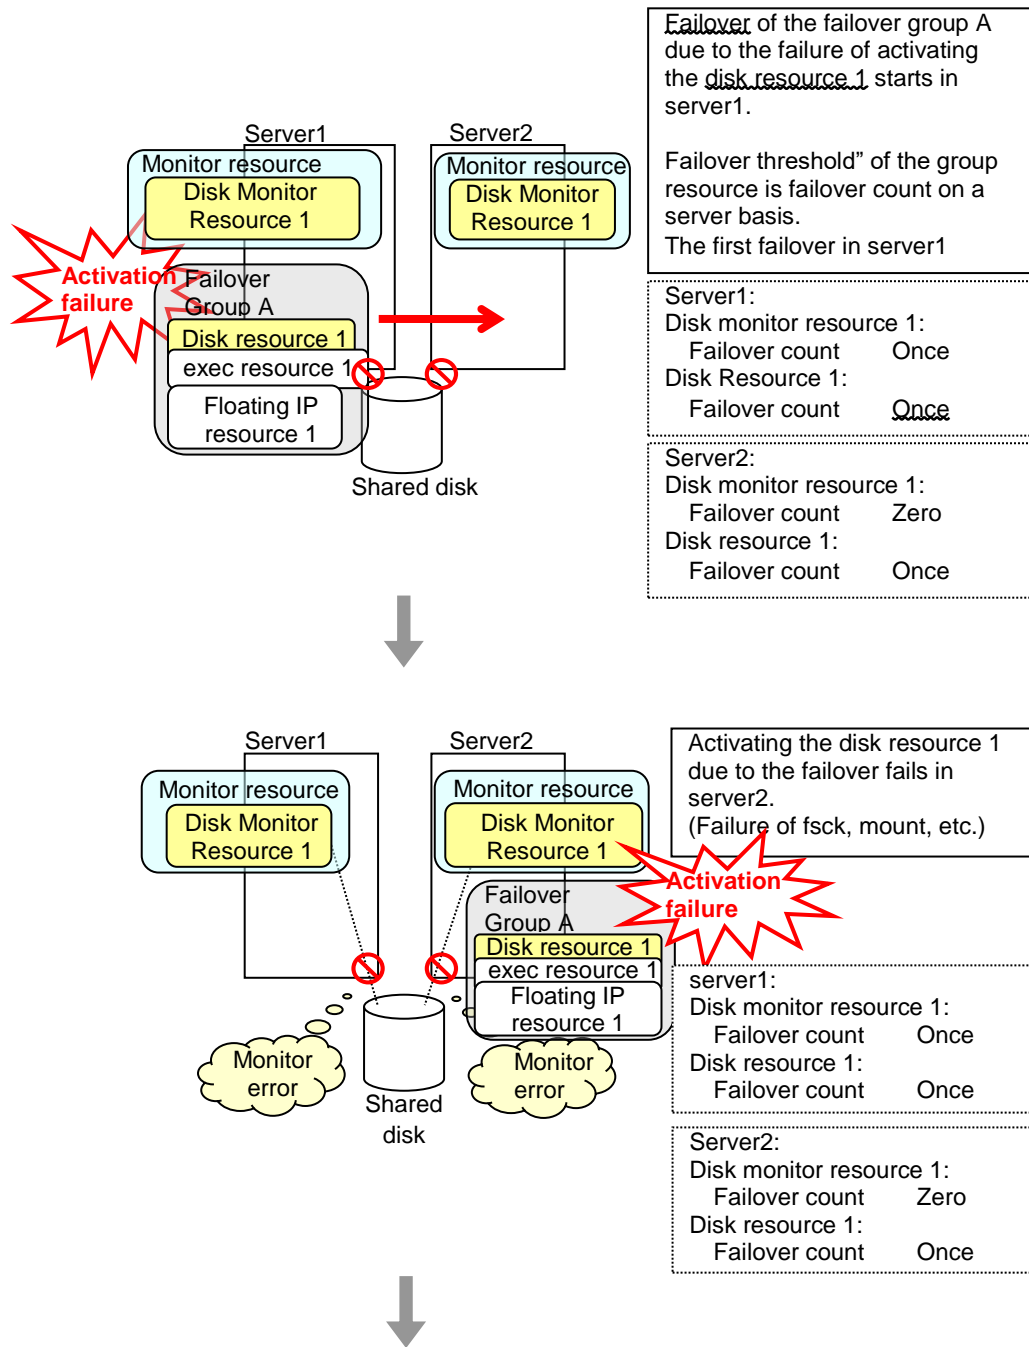 Failover of the failover group A
due to the failure of activating
the disk resource 1 starts in
server1.
Failover threshold” of the group
resource is failover count on a
server basis.
The first failover in server1
Server1
Server2
Monitor resource
Disk Monitor
Resource 1
Monitor resource
Disk Monitor
Resource 1
Activation
failure
Failover
Group A
Disk resource 1
exec resource 1
Floating IP
resource 1
Shared disk
Server1:
Disk monitor resource 1:
Failover count Once
Disk Resource 1:
Failover count Once
Server2:
Disk monitor resource 1:
Failover count Zero
Disk resource 1:
Failover count Once
Server1
Server2
Monitor resource
Disk Monitor
Resource 1
Monitor resource
Disk Monitor
Resource 1
Activating the disk resource 1
due to the failover fails in
server2.
(Failure of fsck, mount, etc.)
Activation
failure
Failover
Group A
Disk resource 1
exec resource 1
Floating IP
resource 1
Monitor
error
Shared
disk
Monitor
error
server1:
Disk monitor resource 1:
Failover count Once
Disk resource 1:
Failover count Once
Server2:
Disk monitor resource 1:
Failover count Zero
Disk resource 1:
Failover count Once